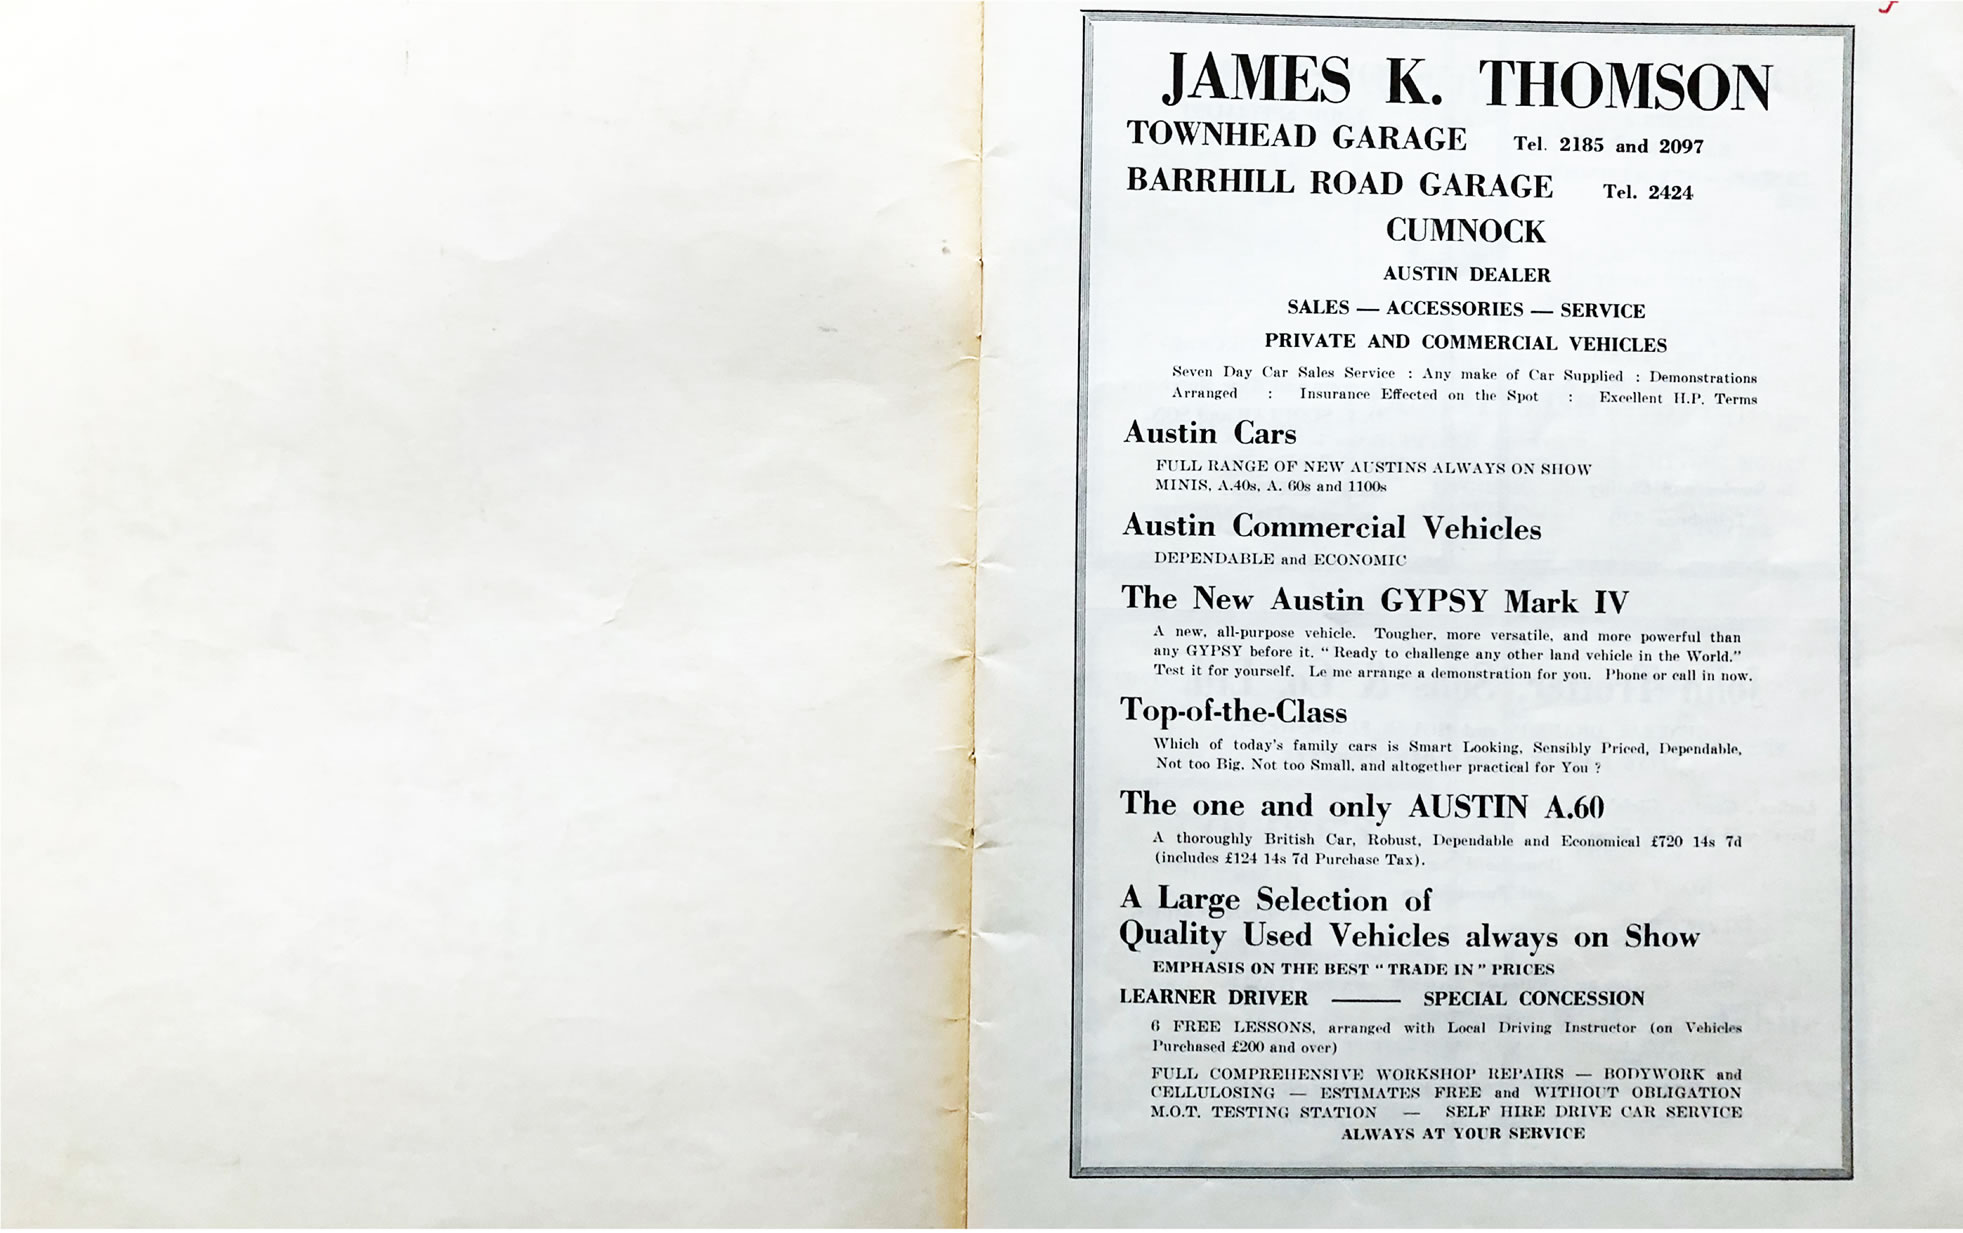 JAMES K. THOMSON
TOWNHEAD GARAGE Tel. 2185 and 2097
BARRHILL ROAD GARAGE Tel. 2424
CUMNOCK
AUSTIN DEALER
SALES — ACCESSORIES — SERVICE
PRIVATE AND COMMERCIAL VEHICLES
Seven Day Car Sales Service : Any make of Car Supplied : Demonstrations
Arranged : Insurance Effected on the Spot : Excellent H.P. Terms
Austin Cars
FULL RANGE OF NEW AUSTINS ALWAYS ON SHOW
MINIS, A.40s, A. 60s and 1100s
Austin Commercial Vehicles
DEPENDABLE and ECONOMIC
The New Austin GYPSY Mark IV
A new, all-purpose vehicle. Tougher, more versatile, and more powerful than
any GYPSY before it. “ Ready to challenge any other land vehicle in the World.”
Test it for yourself. Le me arrange a demonstration for you. Phone or call in now.
Top-of-the-Class
Which of today's family cars is Smart Looking, Sensibly Priced, Dependable,
Not too Big, Not too Small, and altogether practical for You ?
The one and only AUSTIN A.60
A thoroughly British Car, Robust, Dependable and Economical £720 14s 7d
(includes £124 14s 7d Purchase Tax).
A Large Selection of
Quality Used Vehicles always on Show
EMPHASIS ON THE BEST “ TRADE IN ” PRICES
LEARNER DRIVER —— SPECIAL CONCESSION
6 FREE LESSONS, arranged with Local Driving Instructor (on Vehicles
Purchased £200 and over)
FULL COMPREHENSIVE WORKSHOP REPAIRS — BODYWORK and
CELLULOSING — ESTIMATES FREE and WITHOUT OBLIGATION
M.O.T. TESTING STATION — SELF HIRE DRIVE CAR SERVICE
ALWAYS AT YOUR SERVICE